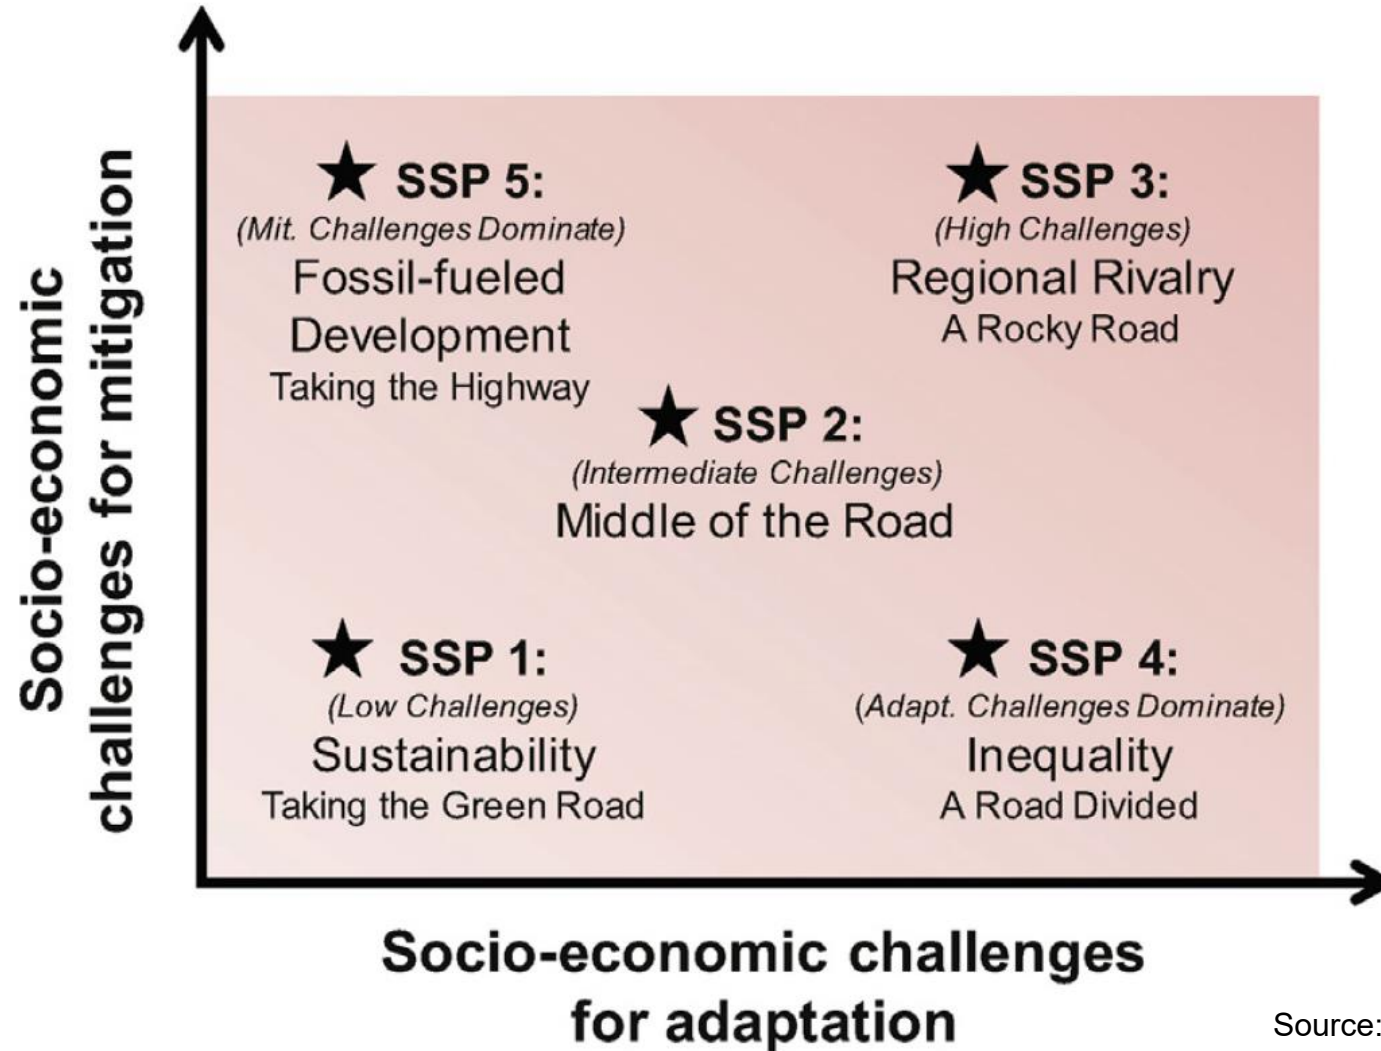 Socio-economic
challenges for mitigation
SSP 5:
(Mit. Challenges Dominate)
Fossil-fueled
Development
Taking the Highway
SSP 3:
(High Challenges)
Regional Rivalry
A Rocky Road
SSP 2:
(Intermediate Challenges)
Middle of the Road
SSP 1:
(Low Challenges)
Sustainability
Taking the Green Road
SSP 4:
(Adapt. Challenges Dominate)
Inequality
A Road Divided
Socio-economic challenges
for adaptation
Source: